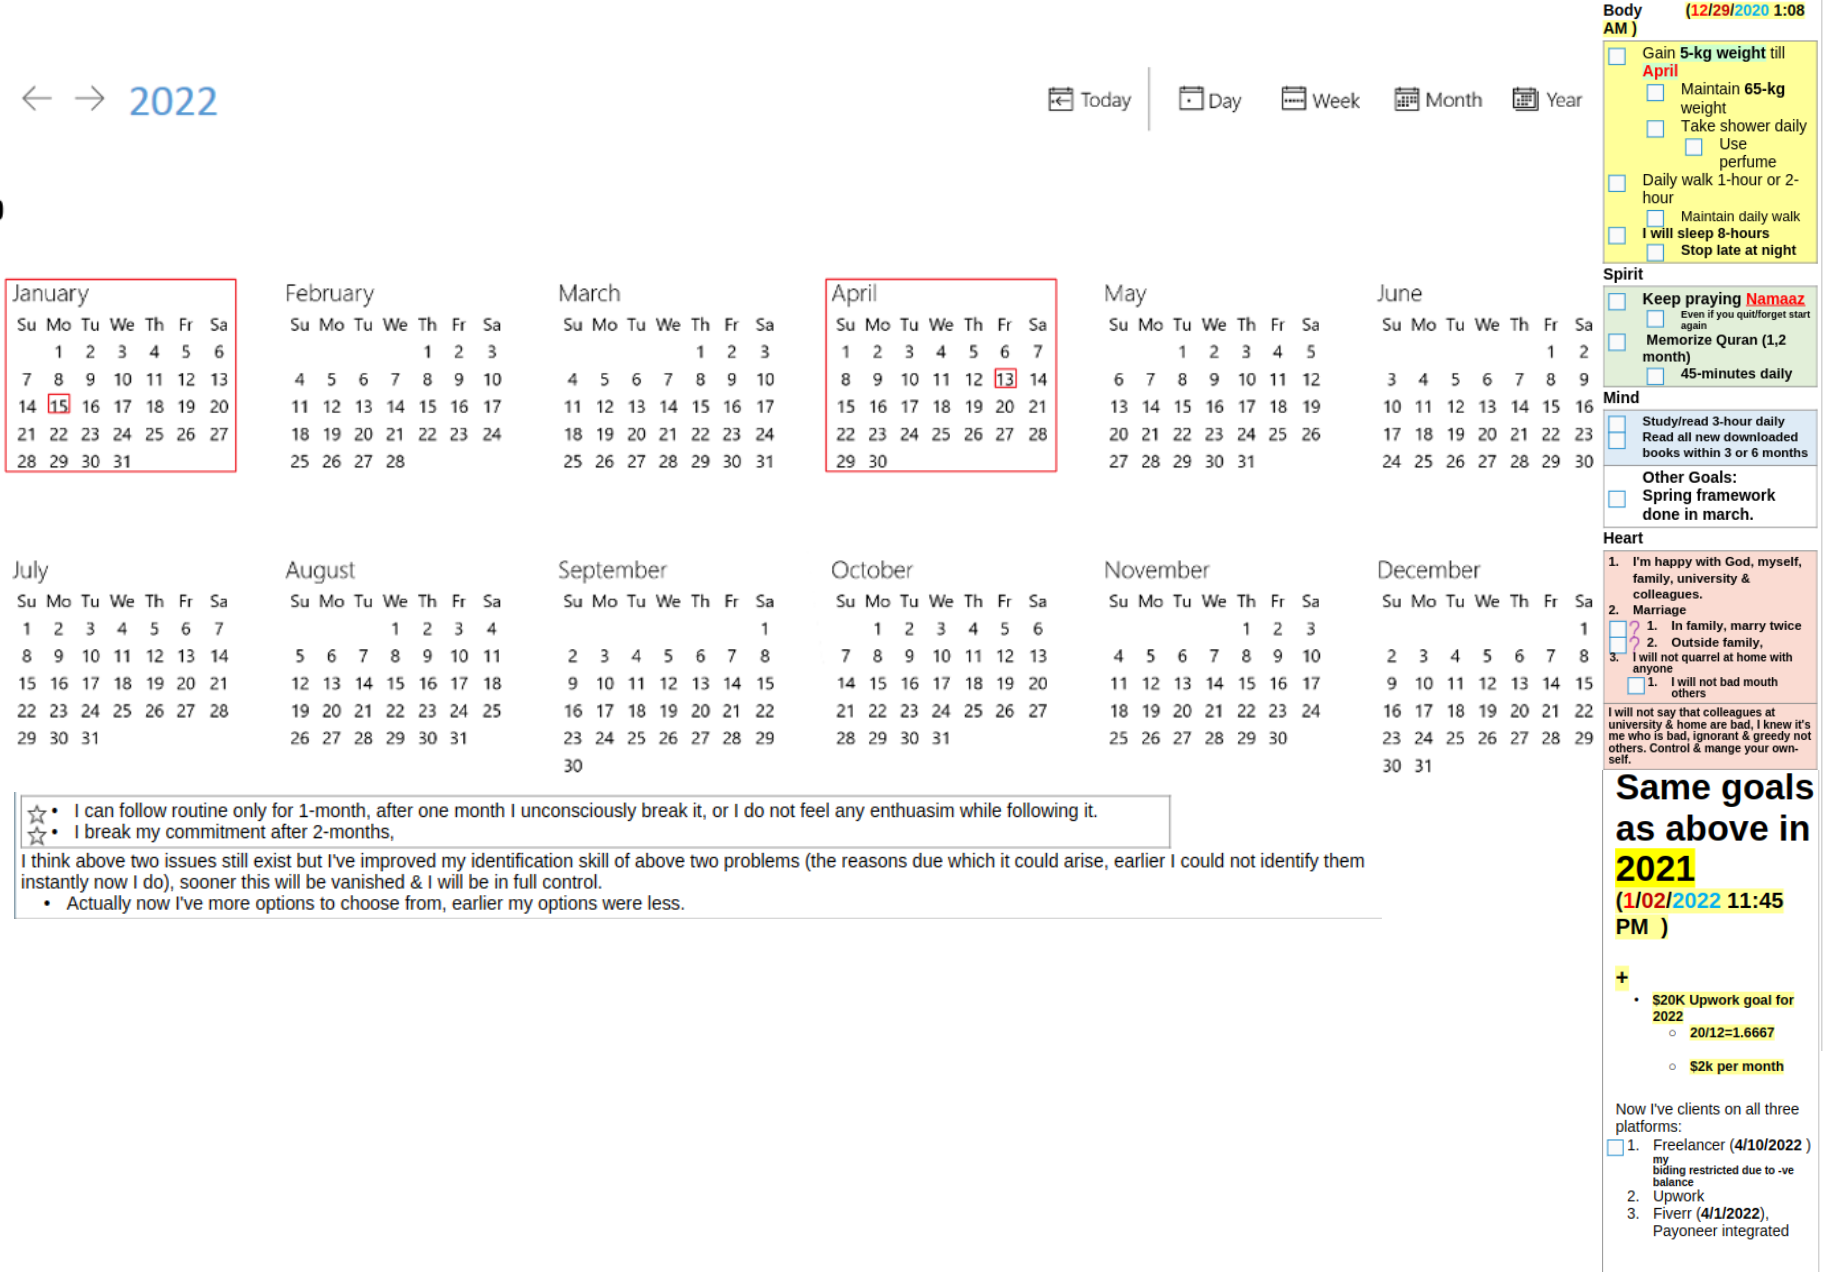 2022
Today Day Week Month Year
January February March April May June
Su Mo Tu We Th Fr Sa Su Mo Tu We Th Fr Sa Su Mo Tu We Th Fr Sa Su Mo Tu We Th Fr Sa Su Mo Tu We Th Fr Sa Su Mo Tu We Th Fr Sa
1 2 3 4 5 6 1 2 3 1 2 3 1 2 3 4 5 6 7 1 2 3 4 5 1 2
7 8 9 10 11 12 13 4 5 6 7 8 9 10 4 5 6 7 8 9 10 8 9 10 11 12 13 14 6 7 8 9 10 11 12 3 4 5 6 7 8 9
14 15 16 17 18 19 20 11 12 13 14 15 16 17 11 12 13 14 15 16 17 15 16 17 18 19 20 21 13 14 15 16 17 18 19 10 11 12 13 14 15 16
21 22 23 24 25 26 27 18 19 20 21 22 23 24 18 19 20 21 22 23 24 22 23 24 25 26 27 28 20 21 22 23 24 25 26 17 18 19 20 21 22 23
28 29 30 31 25 26 27 28 25 26 27 28 29 30 31 29 30 27 28 29 30 31 24 25 26 27 28 29 30
July August September October November December
Su Mo Tu We Th Fr Sa Su Mo Tu We Th Fr Sa Su Mo Tu We Th Fr Sa Su Mo Tu We Th Fr Sa Su Mo Tu We Th Fr Sa Su Mo Tu We Th Fr Sa
1 2 3 4 5 6 7 1 2 3 4 1 1 2 3 4 5 6 1 2 3 1
8 9 10 11 12 13 14 5 6 7 8 9 10 11 2 3 4 5 6 7 8 7 8 9 10 11 12 13 4 5 6 7 8 9 10 2 3 4 5 6 7 8
15 16 17 18 19 20 21 12 13 14 15 16 17 18 9 10 11 12 13 14 15 14 15 16 17 18 19 20 11 12 13 14 15 16 17 9 10 11 12 13 14 15
22 23 24 25 26 27 28 19 20 21 22 23 24 25 16 17 18 19 20 21 22 21 22 23 24 25 26 27 18 19 20 21 22 23 24 16 17 18 19 20 21 22
29 30 31 26 27 28 29 30 31 23 24 25 26 27 28 29 28 29 30 31 25 26 27 28 29 30 23 24 25 26 27 28 29
30 30 31
• I can follow routine only for 1-month, after one month I unconsciously break it, or I do not feel any enthuasim while following it.
• I break my commitment after 2-months,
I think above two issues still exist but I've improved my identification skill of above two problems (the reasons due which it could arise, earlier I could not identify them
instantly now I do), sooner this will be vanished & I will be in full control.
• Actually now I've more options to choose from, earlier my options were less.
Body (12/29/2020 1:08
AM )
Gain 5-kg weight till
April
Maintain 65-kg
weight
Take shower daily
Use
perfume
Daily walk 1-hour or 2-
hour
Maintain daily walk
I will sleep 8-hours
Stop late at night
Spirit
Keep praying Namaaz
Even if you quit/forget start
again
Memorize Quran (1,2
month)
45-minutes daily
Mind
Study/read 3-hour daily
Read all new downloaded
books within 3 or 6 months
Other Goals:
Spring framework
done in march.
Heart
1. I'm happy with God, myself,
family, university &
colleagues.
2. Marriage
? 1. In family, marry twice
? 2. Outside family,
3. I will not quarrel at home with
anyone
1. I will not bad mouth
others
I will not say that colleagues at
university & home are bad, I knew it's
me who is bad, ignorant & greedy not
others. Control & mange your own-
self.
Same goals
as above in
2021
(1/02/2022 11:45
PM )
+
• $20K Upwork goal for
2022
○ 20/12=1.6667
○ $2k per month
Now I've clients on all three
platforms:
1. Freelancer (4/10/2022 )
my
biding restricted due to -ve
balance
2. Upwork
3. Fiverr (4/1/2022),
Payoneer integrated